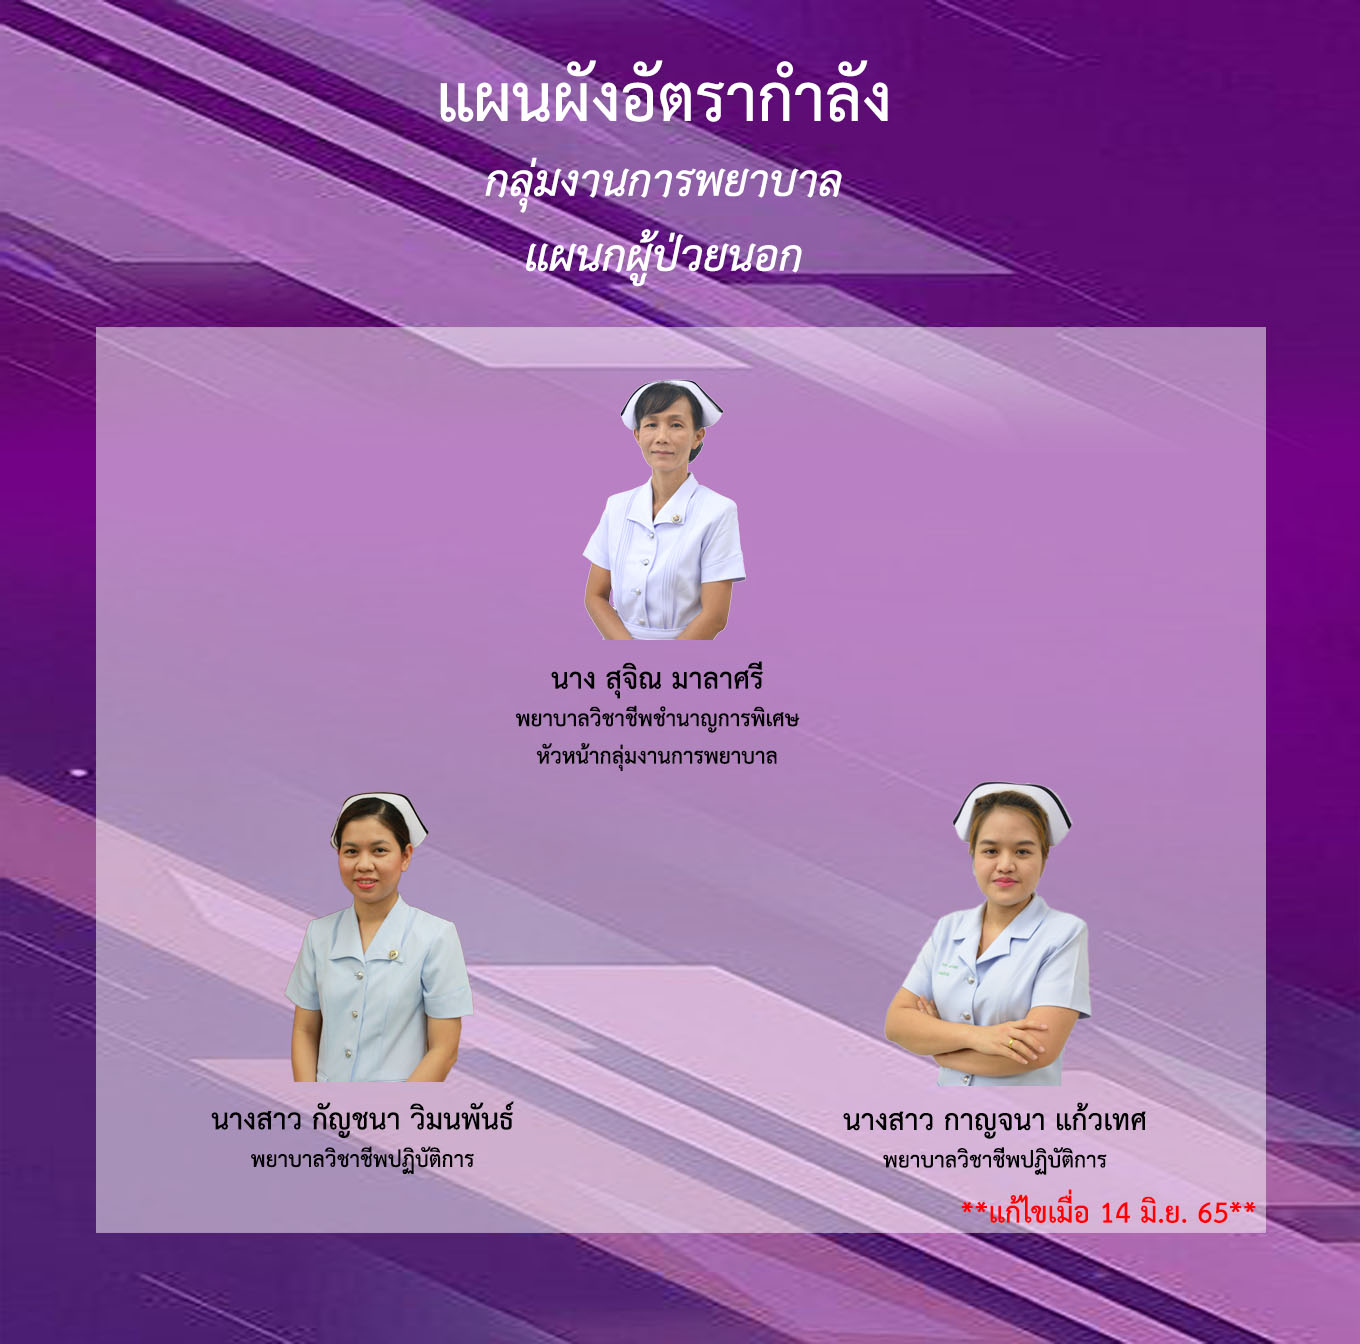 แผนผังอัตรากำลัง
กลุ่มงานการพยาบาล
แผนกผู้ป่วยนอก
นาง สุจิณ มาลาศรี
พยาบาลวิชาชีพชำนาญการพิเศษ
หัวหน้ากลุ่มงานการพยาบาล
นางสาว กัญชนา วิมนพันธ์
พยาบาลวิชาชีพปฏิบัติการ
นางสาว กาญจนา แก้วเทศ
พยาบาลวิชาชีพปฏิบัติการ
**แก้ไขเมื่อ 14 มิ.ย. 65**